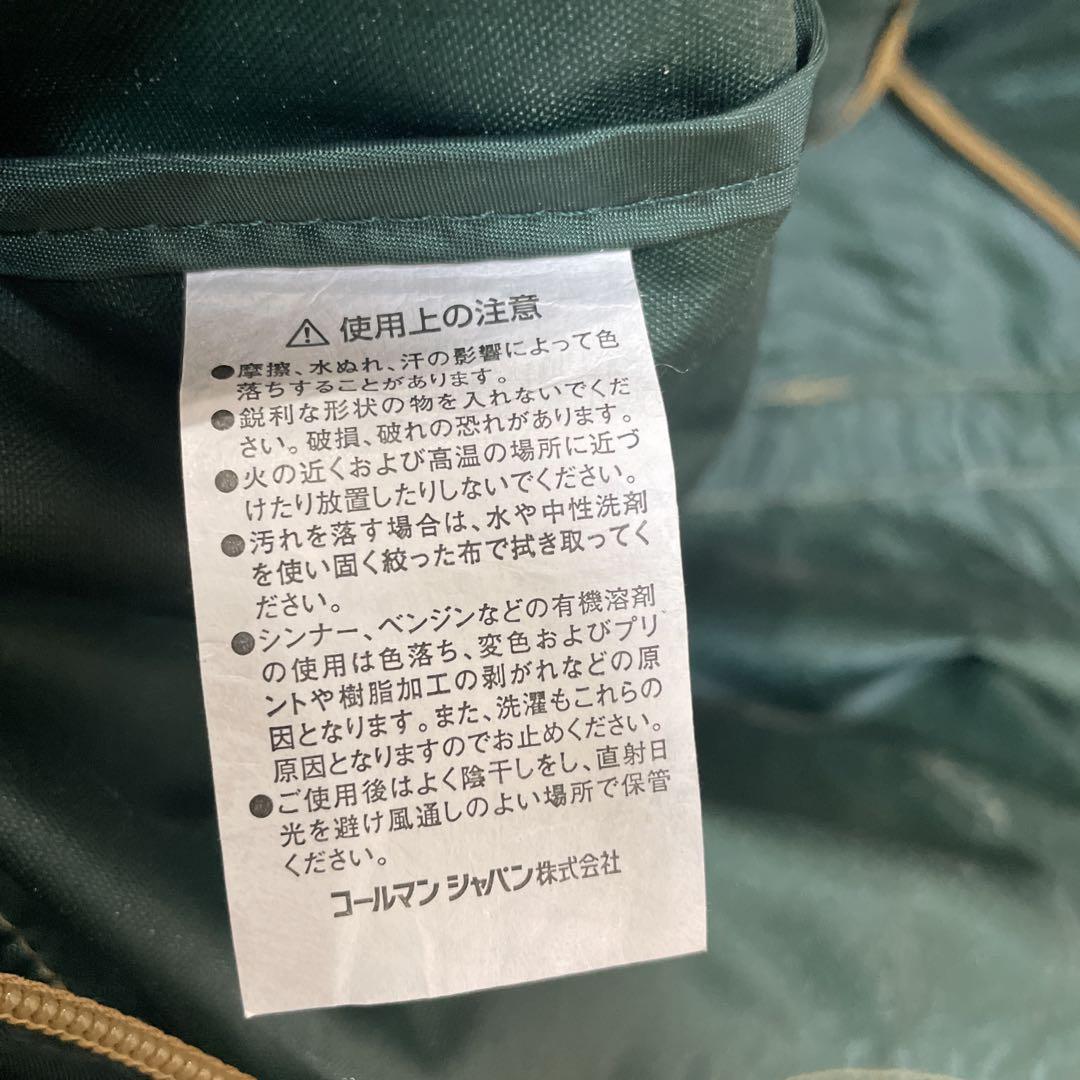 ⚠ 使用上の注意
●摩擦、水ぬれ、汗の影響によって色
落ちすることがあります。
●鋭利な形状の物を入れないでくだ
さい。破損、破れの恐れがあります。
●火の近くおよび高温の場所に近づ
けたり放置したりしないでください。
●汚れを落す場合は、水や中性洗剤
を使い固く絞った布で拭き取ってく
ださい。
●シンナー、ベンジンなどの有機溶剤
の使用は色落ち、変色およびプリ
ントや樹脂加工の剥がれなどの原
因となります。また、洗濯もこれらの
原因となりますのでお止めください。
●ご使用後はよく陰干しをし、直射日
光を避け風通しのよい場所で保管
ください。
コールマン ジャパン株式会社